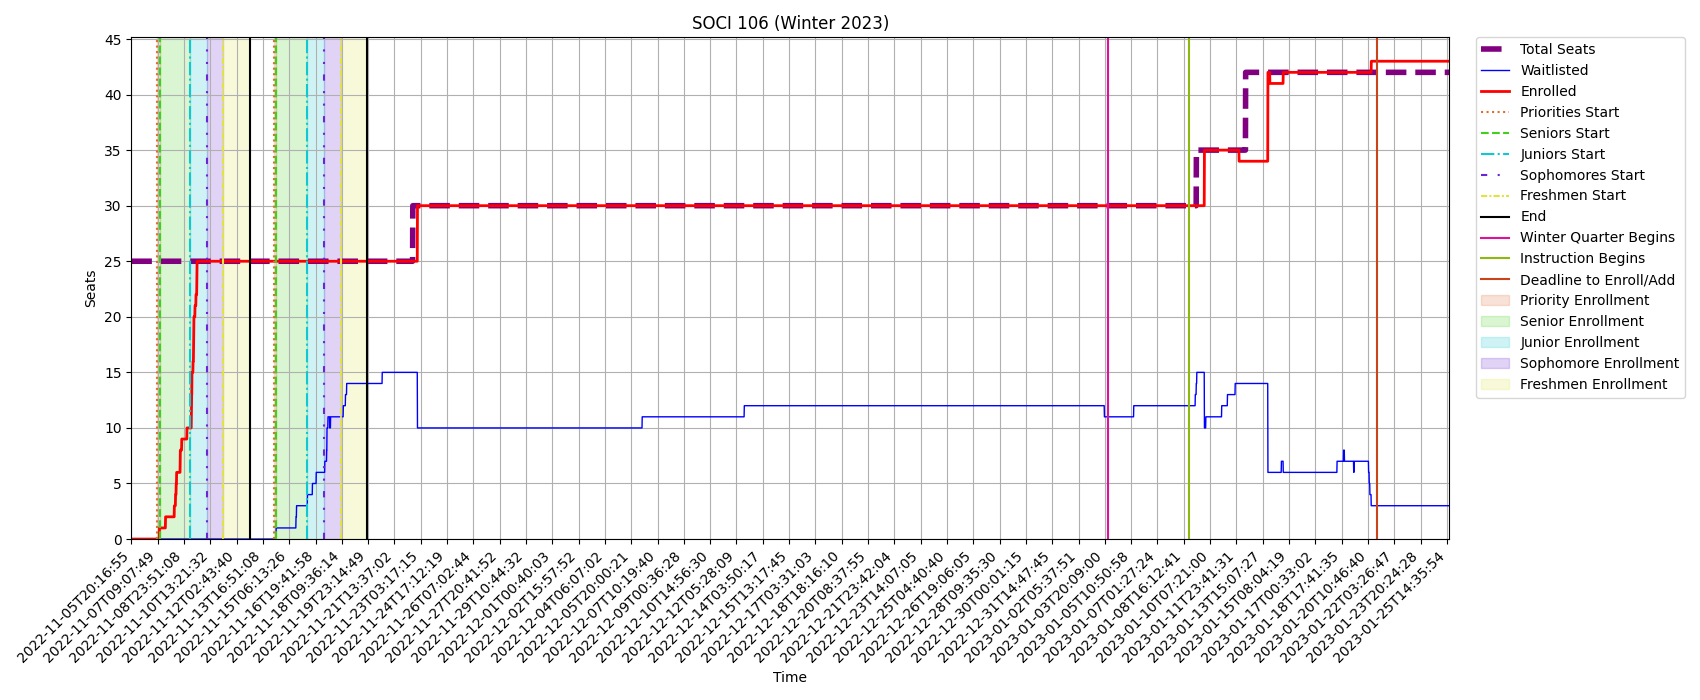 SOCI 106 (Winter 2023)
Seats
45
40
35
30
25
20
15
10
5
0
2022-11-05T20:16:55
2022-11-07T09:07:49
2022-11-08T23:51:08
2022-11-10T13:21:32
2022-11-12T02:43:40
2022-11-13T16:51:08
2022-11-15T06:13:26
2022-11-16T19:41:58
2022-11-18T09:36:14
2022-11-19T23:14:49
2022-11-21T13:37:02
2022-11-23T03:17:15
2022-11-24T17:12:19
2022-11-26T07:02:44
2022-11-27T20:41:52
2022-11-29T10:44:32
2022-12-01T00:40:03
2022-12-02T15:57:52
2022-12-04T06:07:02
2022-12-05T20:00:21
2022-12-07T10:19:40
2022-12-09T00:36:28
2022-12-10T14:56:30
2022-12-12T05:28:09
2022-12-14T03:50:17
2022-12-15T13:17:45
2022-12-17T03:31:03
2022-12-18T18:16:10
2022-12-20T08:37:55
2022-12-21T23:42:04
2022-12-23T14:07:05
2022-12-25T04:40:40
2022-12-26T19:06:05
2022-12-28T09:35:30
2022-12-30T00:01:15
2022-12-31T14:47:45
2023-01-02T05:37:51
2023-01-03T20:09:00
2023-01-05T10:50:58
2023-01-07T01:27:24
2023-01-08T16:12:41
2023-01-10T07:21:00
2023-01-11T23:41:31
2023-01-13T15:07:27
2023-01-15T08:04:19
2023-01-17T00:33:02
2023-01-18T17:41:35
2023-01-20T10:46:40
2023-01-22T03:26:47
2023-01-23T20:24:28
2023-01-25T14:35:54
Time
Total Seats
Waitlisted
Enrolled
Priorities Start
Seniors Start
Juniors Start
Sophomores Start
Freshmen Start
End
Winter Quarter Begins
Instruction Begins
Deadline to Enroll/Add
Priority Enrollment
Senior Enrollment
Junior Enrollment
Sophomore Enrollment
Freshmen Enrollment